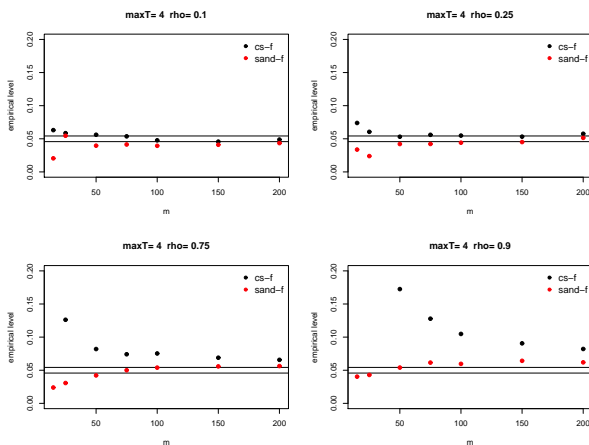 maxT= 4 rho= 0.1
empirical level
0.00 0.05 0.10 0.15 0.20
cs−f
sand−f
50 100 150 200
m
maxT= 4 rho= 0.25
empirical level
0.00 0.05 0.10 0.15 0.20
cs−f
sand−f
50 100 150 200
m
maxT= 4 rho= 0.75
empirical level
0.00 0.05 0.10 0.15 0.20
cs−f
sand−f
50 100 150 200
m
maxT= 4 rho= 0.9
empirical level
0.00 0.05 0.10 0.15 0.20
cs−f
sand−f
50 100 150 200
m